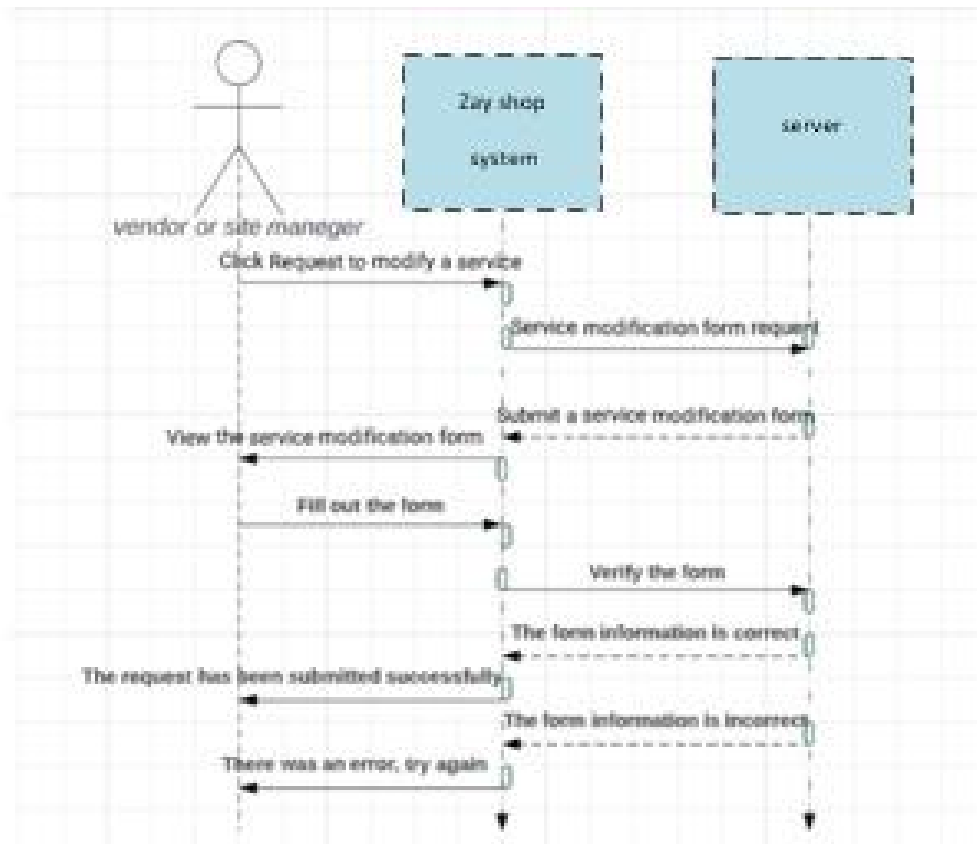 Zay shop
system
server
vendor or site maneger
Click Request to modify a service
Service modification form request
Submit a service modification form
View the service modification form
Fill out the form
Verify the form
The form information is correct
The request has been submitted successfully
The form information is incorrect
There was an error, try again